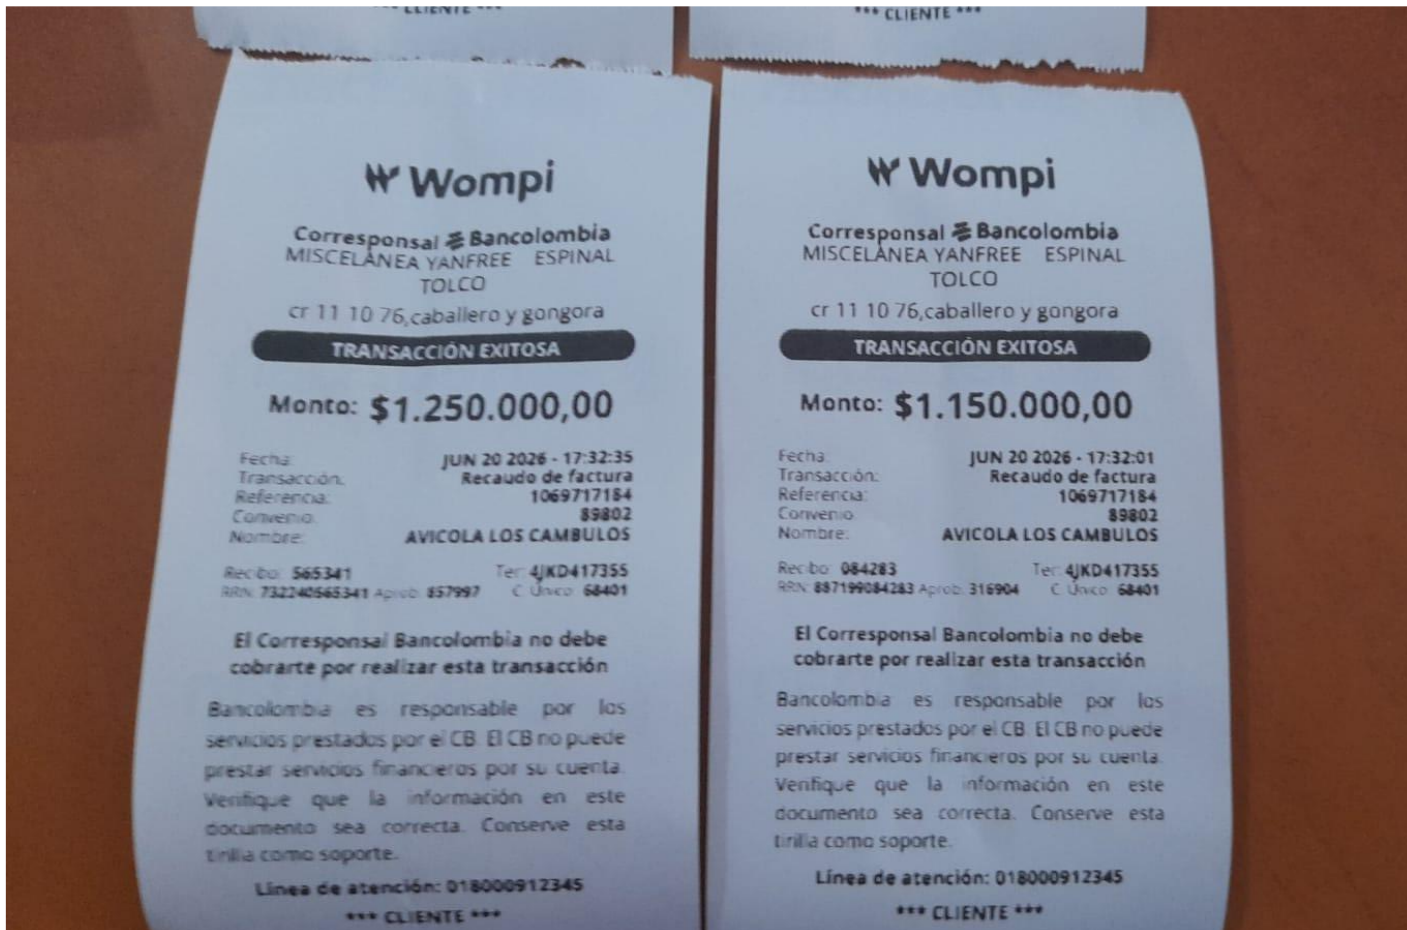 *** CLIENTE ***
*** CLIENTE ***
Wompi
Corresponsal Bancolombia
MISCELÁNEA YANFREE ESPINAL
TOLCO
cr 11 10 76,caballero y gongora
TRANSACCIÓN EXITOSA
Monto: $1.250.000,00
Fecha: JUN 20 2026 - 17:32:35
Transacción: Recaudo de factura
Referencia: 1069717184
Convenio: 89802
Nombre: AVICOLA LOS CAMBULOS
Recibo: 565341 Ter: 4JKD417355
RRN: 732240565341 Aprob: 857997 C. Único: 68401
El Corresponsal Bancolombia no debe
cobrarte por realizar esta transacción
Bancolombia es responsable por los
servicios prestados por el CB. El CB no puede
prestar servicios financieros por su cuenta.
Verifique que la información en este
documento sea correcta. Conserve esta
tirilla como soporte.
Línea de atención: 018000912345
*** CLIENTE ***
Wompi
Corresponsal Bancolombia
MISCELÁNEA YANFREE ESPINAL
TOLCO
cr 11 10 76,caballero y gongora
TRANSACCIÓN EXITOSA
Monto: $1.150.000,00
Fecha: JUN 20 2026 - 17:32:01
Transacción: Recaudo de factura
Referencia: 1069717184
Convenio: 89802
Nombre: AVICOLA LOS CAMBULOS
Recibo: 084283 Ter: 4JKD417355
RRN: 887199084283 Aprob: 316904 C. Único: 68401
El Corresponsal Bancolombia no debe
cobrarte por realizar esta transacción
Bancolombia es responsable por los
servicios prestados por el CB. El CB no puede
prestar servicios financieros por su cuenta.
Verifique que la información en este
documento sea correcta. Conserve esta
tirilla como soporte.
Línea de atención: 018000912345
*** CLIENTE ***